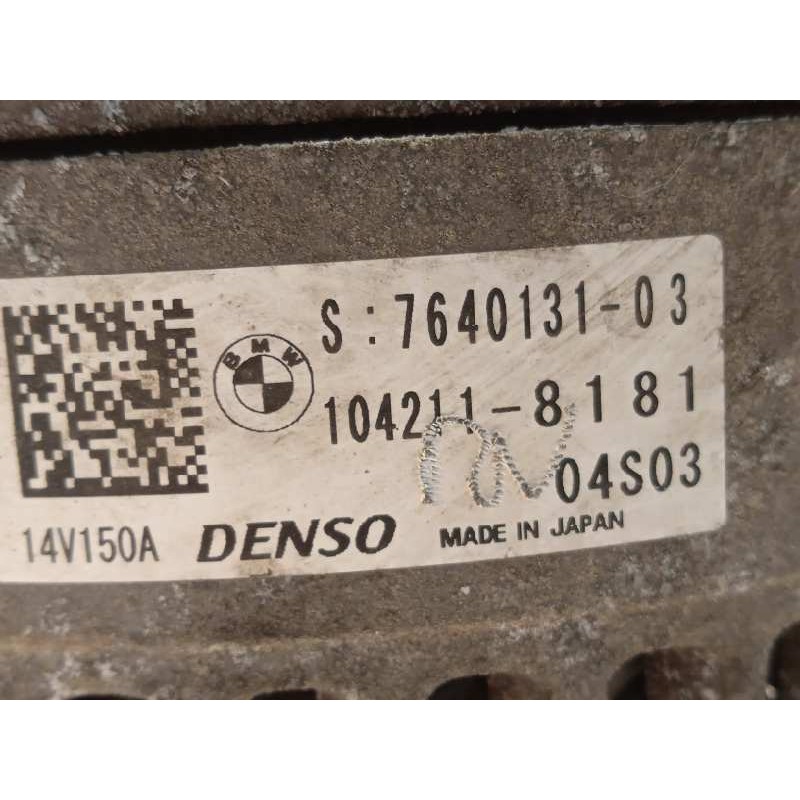 S:7640131-03
BMW
104211-8181
04S03
14V150A DENSO MADE IN JAPAN